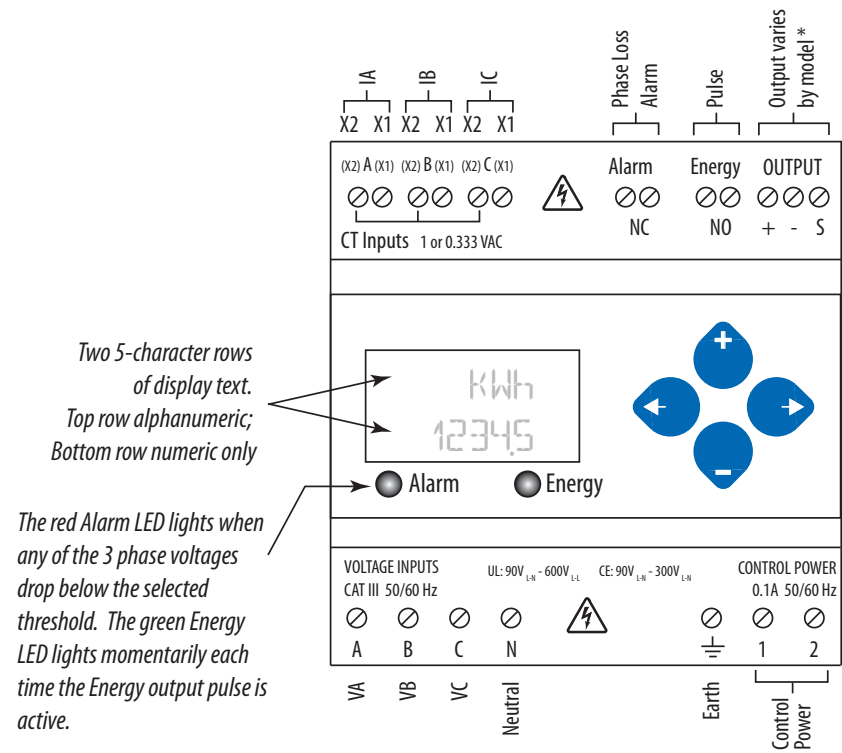 IA IB IC Phase Loss Alarm Pulse Output varies by model *
X2 X1 X2 X1 X2 X1
(X2) A (X1) (X2) B (X1) (X2) C (X1) Alarm Energy OUTPUT
NC NO + - S
CT Inputs 1 or 0.333 VAC
Two 5-character rows
of display text.
Top row alphanumeric;
Bottom row numeric only
KWh
1234.5
+
-
Alarm Energy
The red Alarm LED lights when
any of the 3 phase voltages
drop below the selected
threshold. The green Energy
LED lights momentarily each
time the Energy output pulse is
active.
VOLTAGE INPUTS UL: 90V L-N - 600V L-L CE: 90V L-N - 300V L-N CONTROL POWER
CAT III 50/60 Hz 0.1A 50/60 Hz
A B C N 1 2
VA VB VC Neutral Earth Control Power